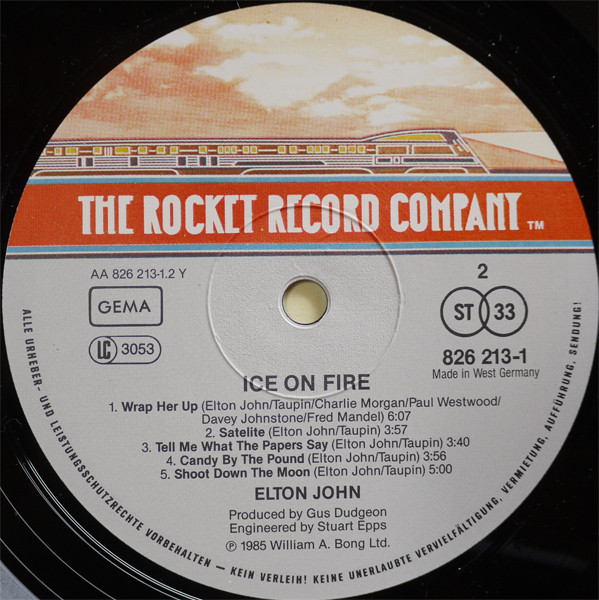 THE ROCKET RECORD COMPANY TM
AA 826 213-1.2 Y
GEMA
LC 3053
2
ST 33
826 213-1
Made in West Germany
ICE ON FIRE
1. Wrap Her Up (Elton John/Taupin/Charlie Morgan/Paul Westwood/
Davey Johnstone/Fred Mandel) 6:07
2. Satelite (Elton John/Taupin) 3:57
3. Tell Me What The Papers Say (Elton John/Taupin) 3:40
4. Candy By The Pound (Elton John/Taupin) 3:56
5. Shoot Down The Moon (Elton John/Taupin) 5:00
ELTON JOHN
Produced by Gus Dudgeon
Engineered by Stuart Epps
℗ 1985 William A. Bong Ltd.
ALLE URHEBER- UND LEISTUNGSSCHUTZRECHTE VORBEHALTEN — KEIN VERLEIH! KEINE UNERLAUBTE VERVIELFÄLTIGUNG, VERMIETUNG, AUFFÜHRUNG, SENDUNG!